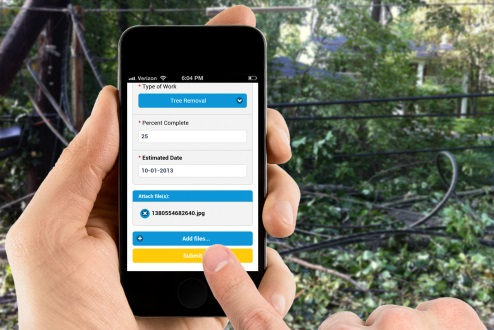 Verizon 6:04 PM
* Type of Work
Tree Removal
* Percent Complete
25
* Estimated Date
10-01-2013
Attach file(s):
1380554682640.jpg
Add files...